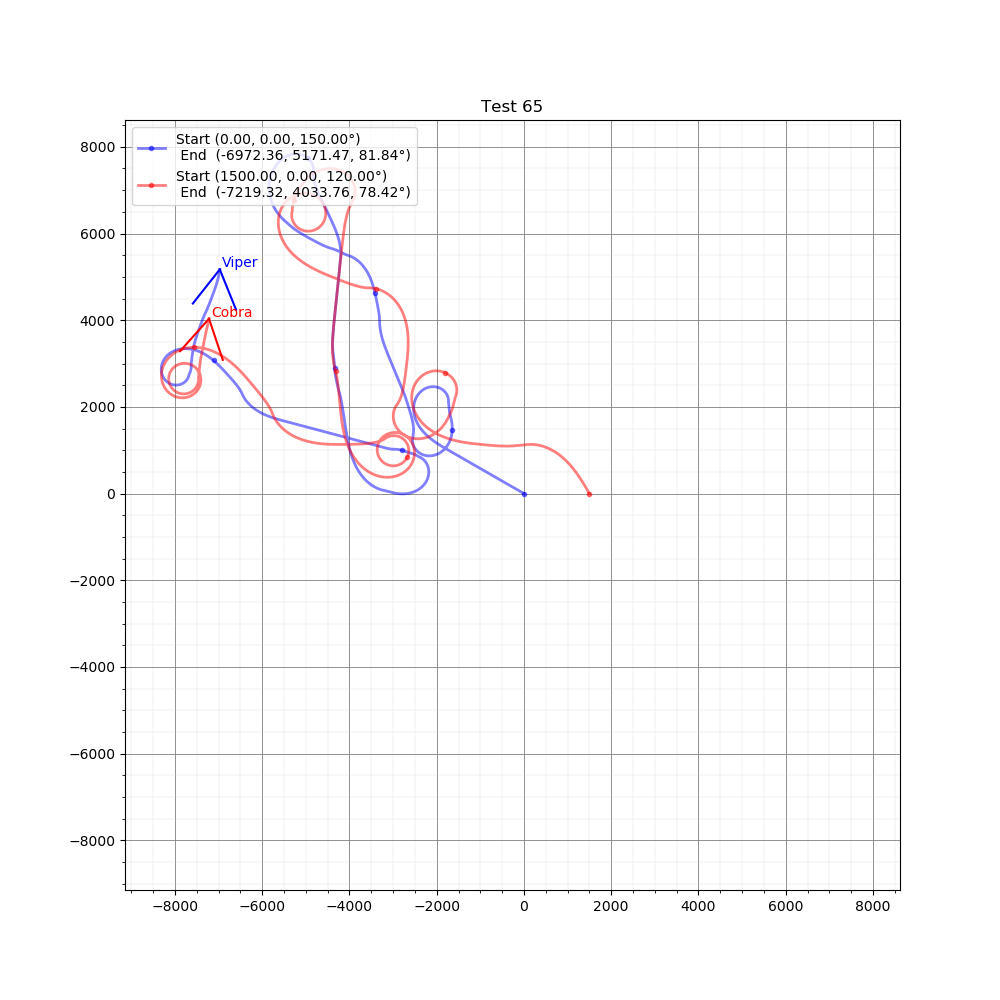 Test 65
Start (0.00, 0.00, 150.00°)
End (-6972.36, 5171.47, 81.84°)
Start (1500.00, 0.00, 120.00°)
End (-7219.32, 4033.76, 78.42°)
8000
6000
Viper
4000
Cobra
2000
0
−2000
−4000
−6000
−8000
−8000 −6000 −4000 −2000 0 2000 4000 6000 8000